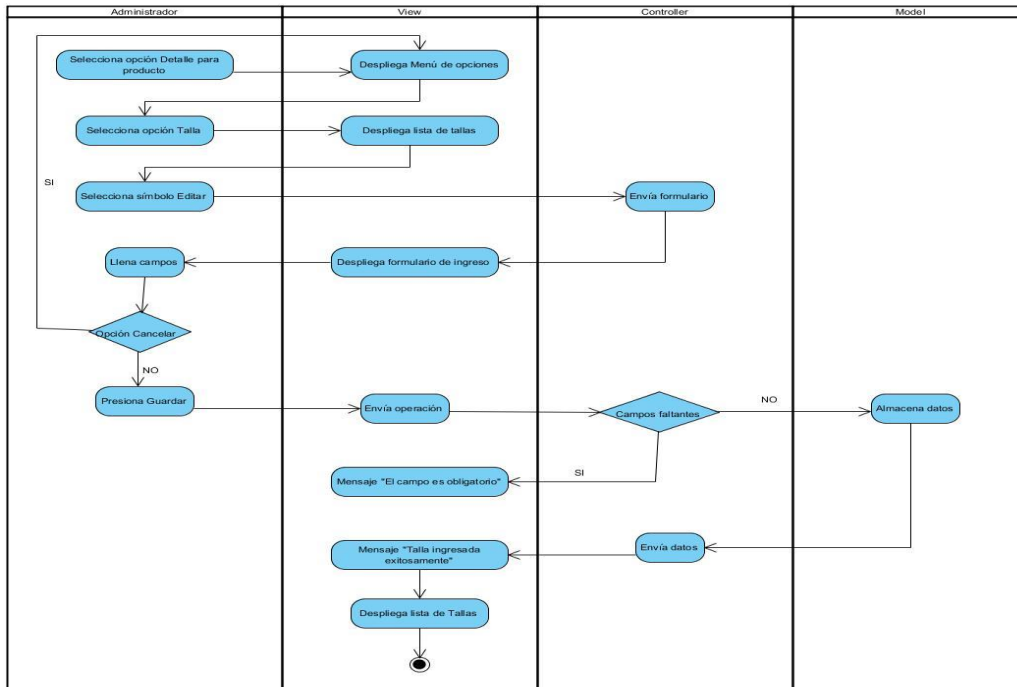 Administrador
View
Controller
Model
Selecciona opción Detalle para
producto
Despliega Menú de opciones
Selecciona opción Talla
Despliega lista de tallas
SI
Selecciona símbolo Editar
Envía formulario
Llena campos
Despliega formulario de ingreso
Opción Cancelar
NO
Presiona Guardar
Envía operación
Campos faltantes
NO
Almacena datos
SI
Mensaje "El campo es obligatorio"
Mensaje "Talla ingresada
exitosamente"
Envía datos
Despliega lista de Tallas